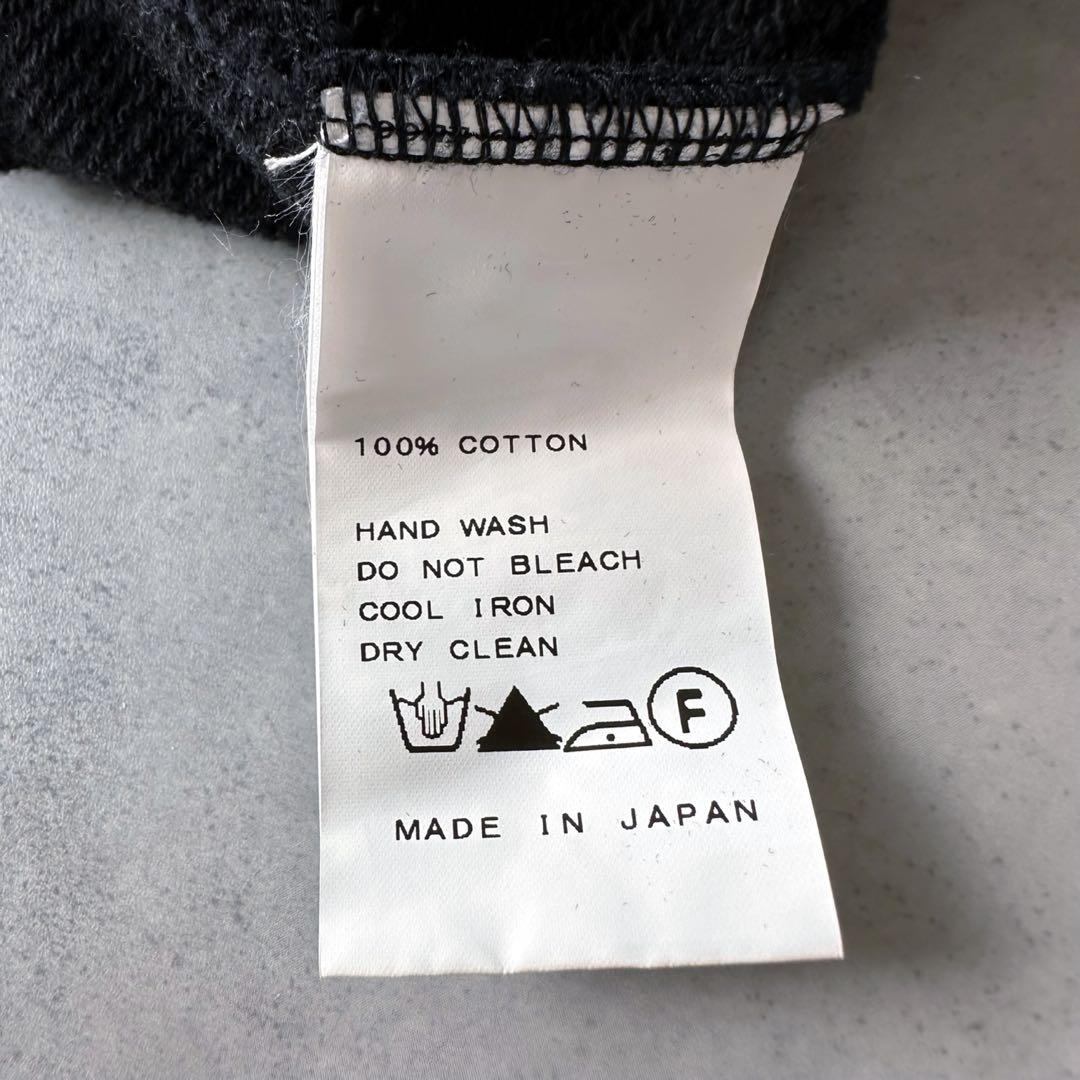 100% COTTON
HAND WASH
DO NOT BLEACH
COOL IRON
DRY CLEAN
F
MADE IN JAPAN